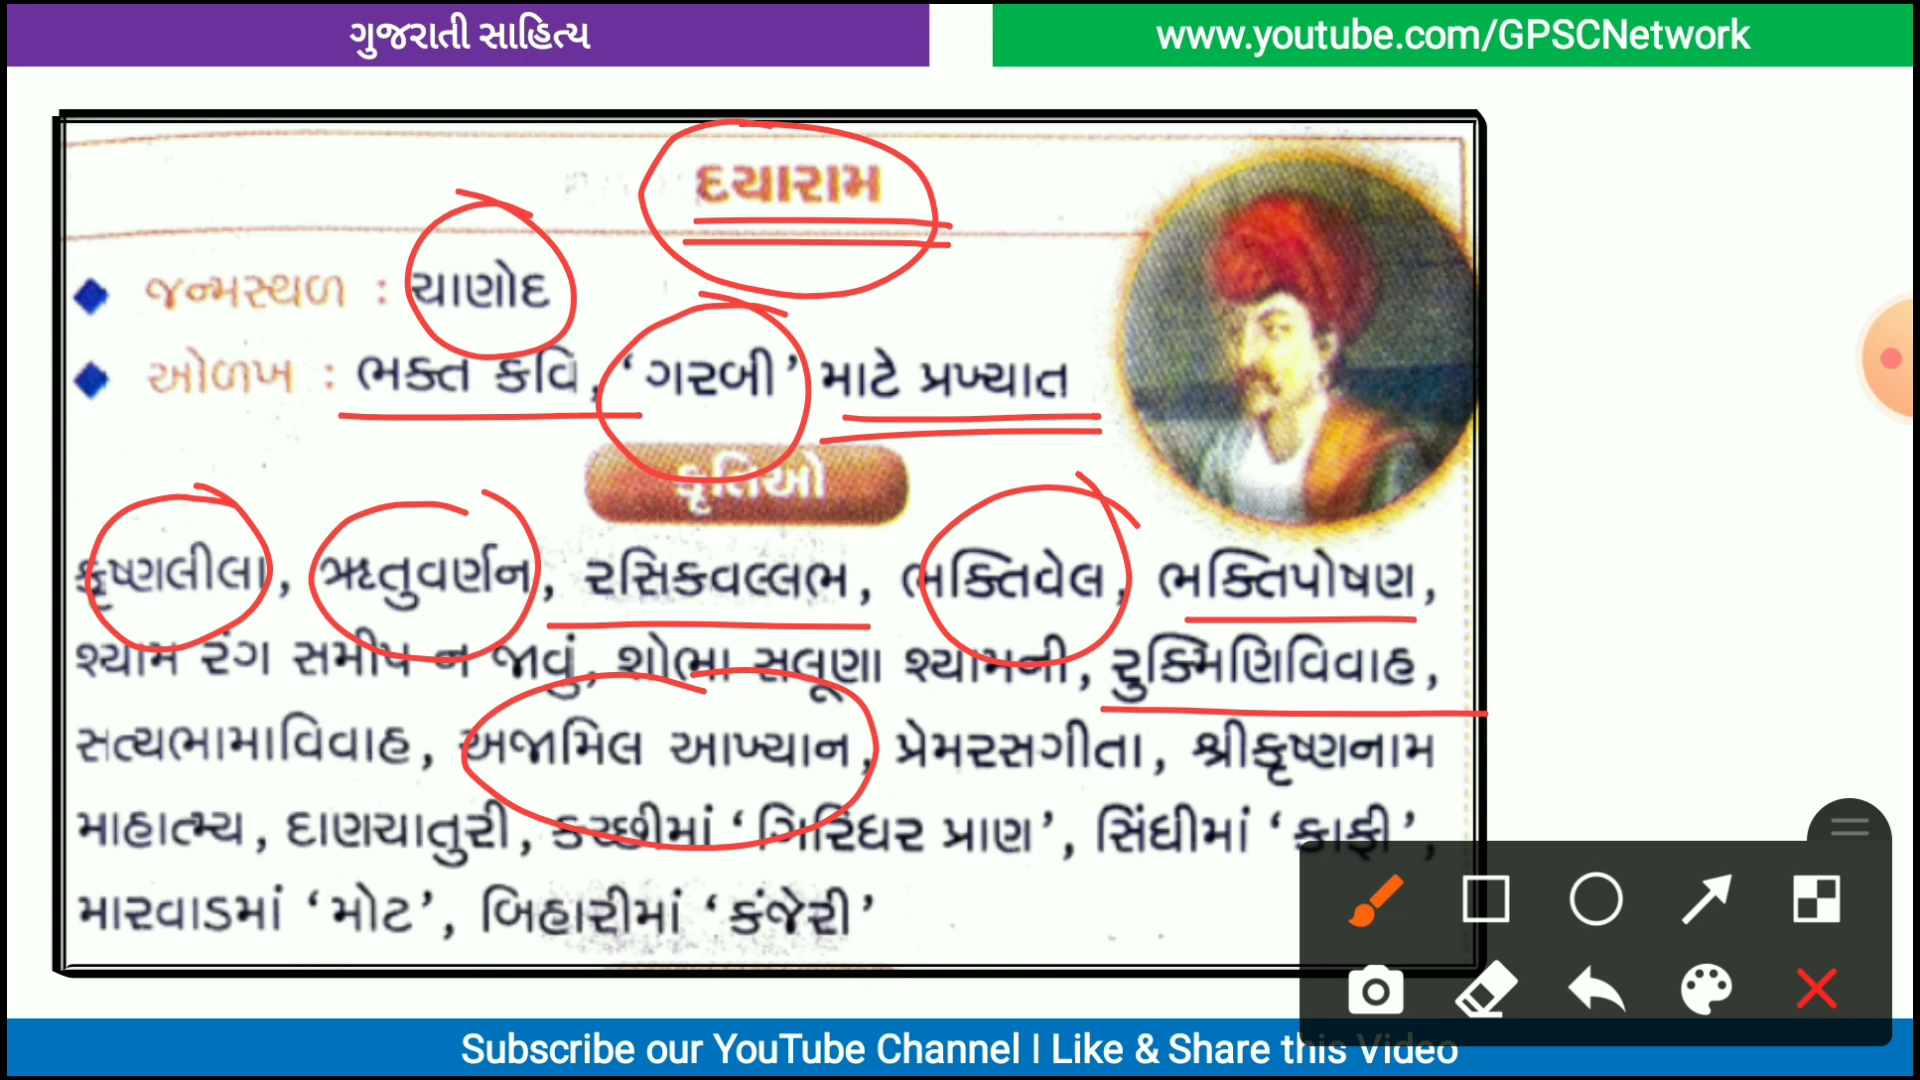 ગુજરાતી સાહિત્ય
www.youtube.com/GPSCNetwork
દયારામ
જન્મસ્થળ : ચાણોદ
ઓળખ : ભક્ત કવિ, ‘ગરબી’ માટે પ્રખ્યાત
કૃતિઓ
કૃષ્ણલીલા, ઋતુવર્ણન, રસિકવલ્લભ, ભક્તિવેલ, ભક્તિપોષણ,
શ્યામ રંગ સમીપ ન જાવું, શોભા સલૂણા શ્યામની, રુક્મિણિવિવાહ,
સત્યભામાવિવાહ, અજામિલ આખ્યાન, પ્રેમરસગીતા, શ્રીકૃષ્ણનામ
માહાત્મ્ય, દાણચાતુરી, કચ્છીમાં ‘ગિરિધર પ્રાણ’, સિંધીમાં ‘કાફી’,
મારવાડમાં ‘મોટ’, બિહારીમાં ‘કંજેરી’
Subscribe our YouTube Channel | Like & Share this Video